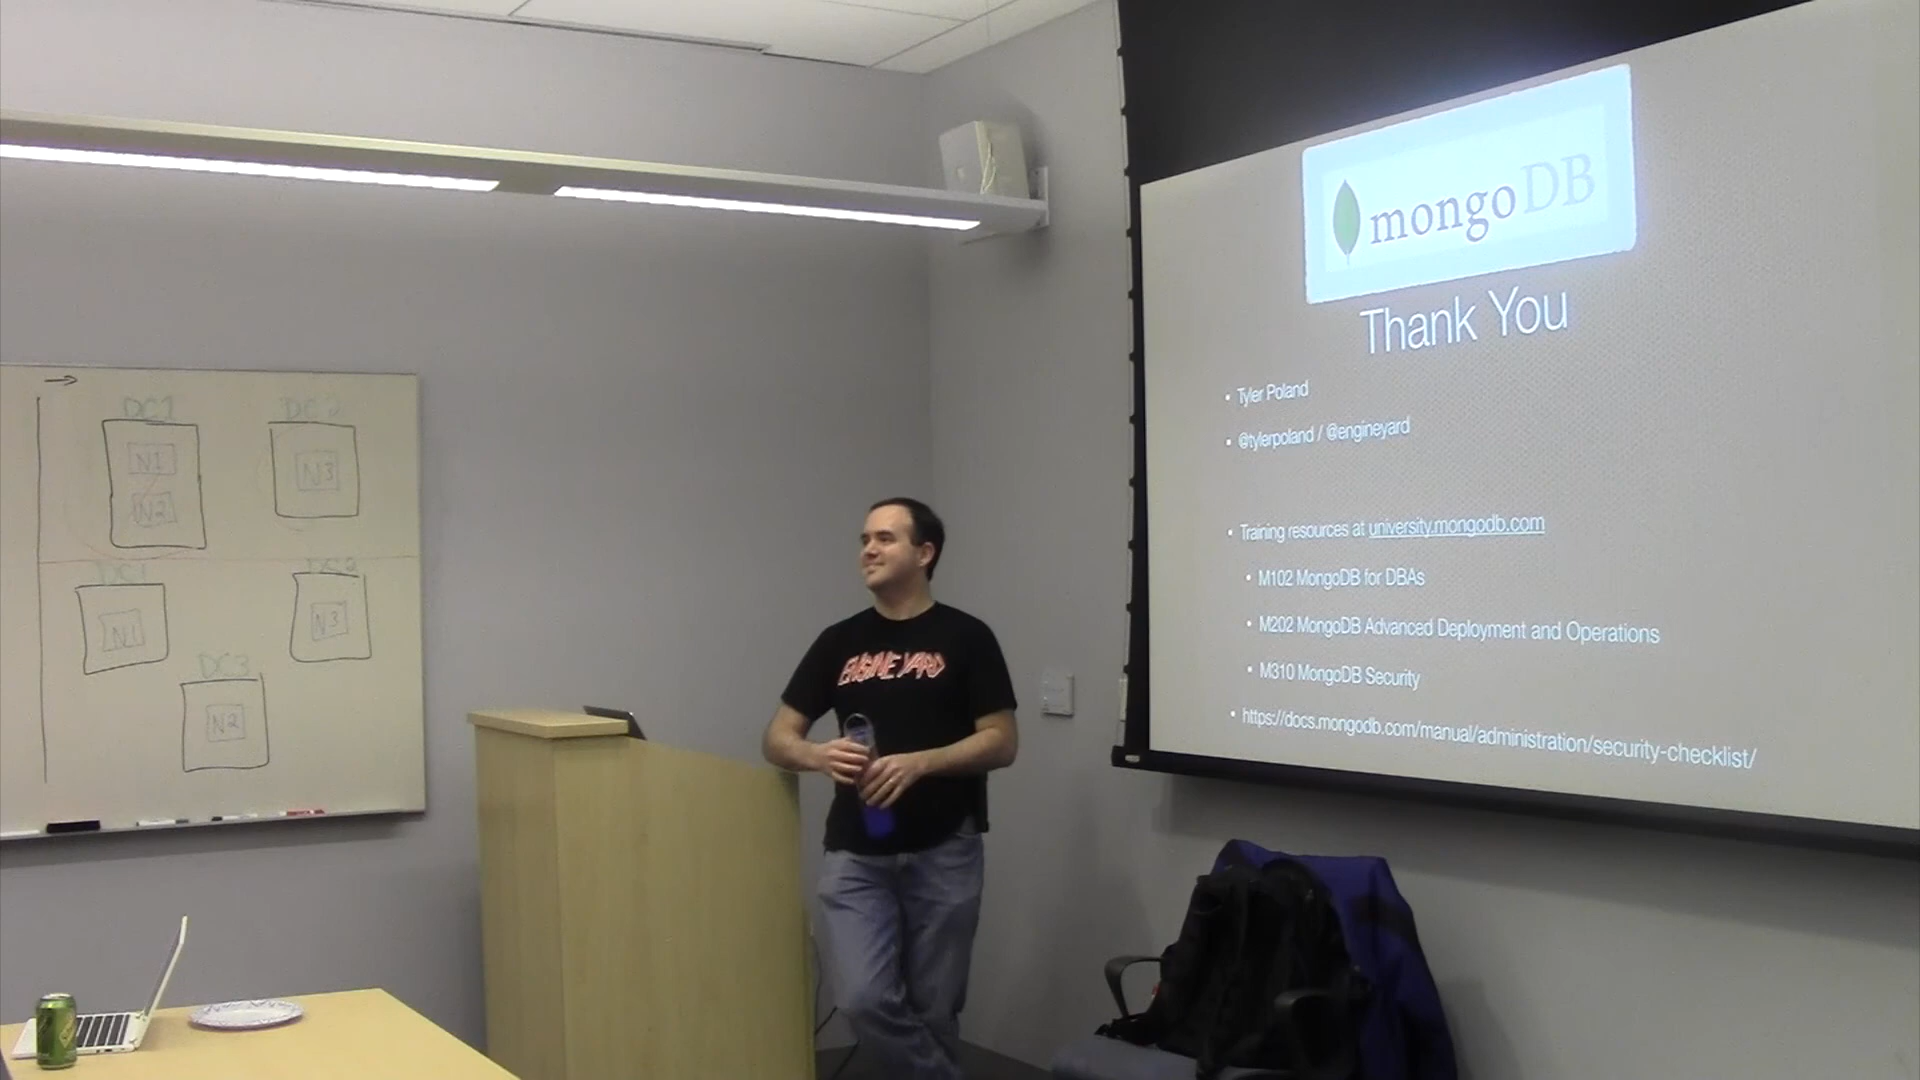 mongoDB
Thank You
• Tyler Poland
• @tylerpoland / @engineyard
• Training resources at university.mongodb.com
• M102 MongoDB for DBAs
• M202 MongoDB Advanced Deployment and Operations
• M310 MongoDB Security
• https://docs.mongodb.com/manual/administration/security-checklist/
ENGINE YARD
DC1 DC2
N1 N3
N2
DC1 DC2
N1 N3
DC3
N2